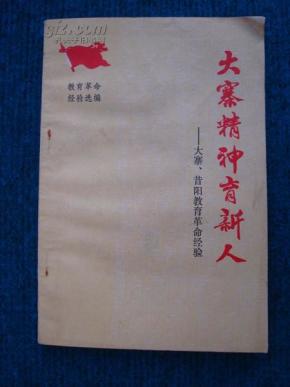 教育革命
经验选编
大寨精神育新人
——大寨、昔阳教育革命经验